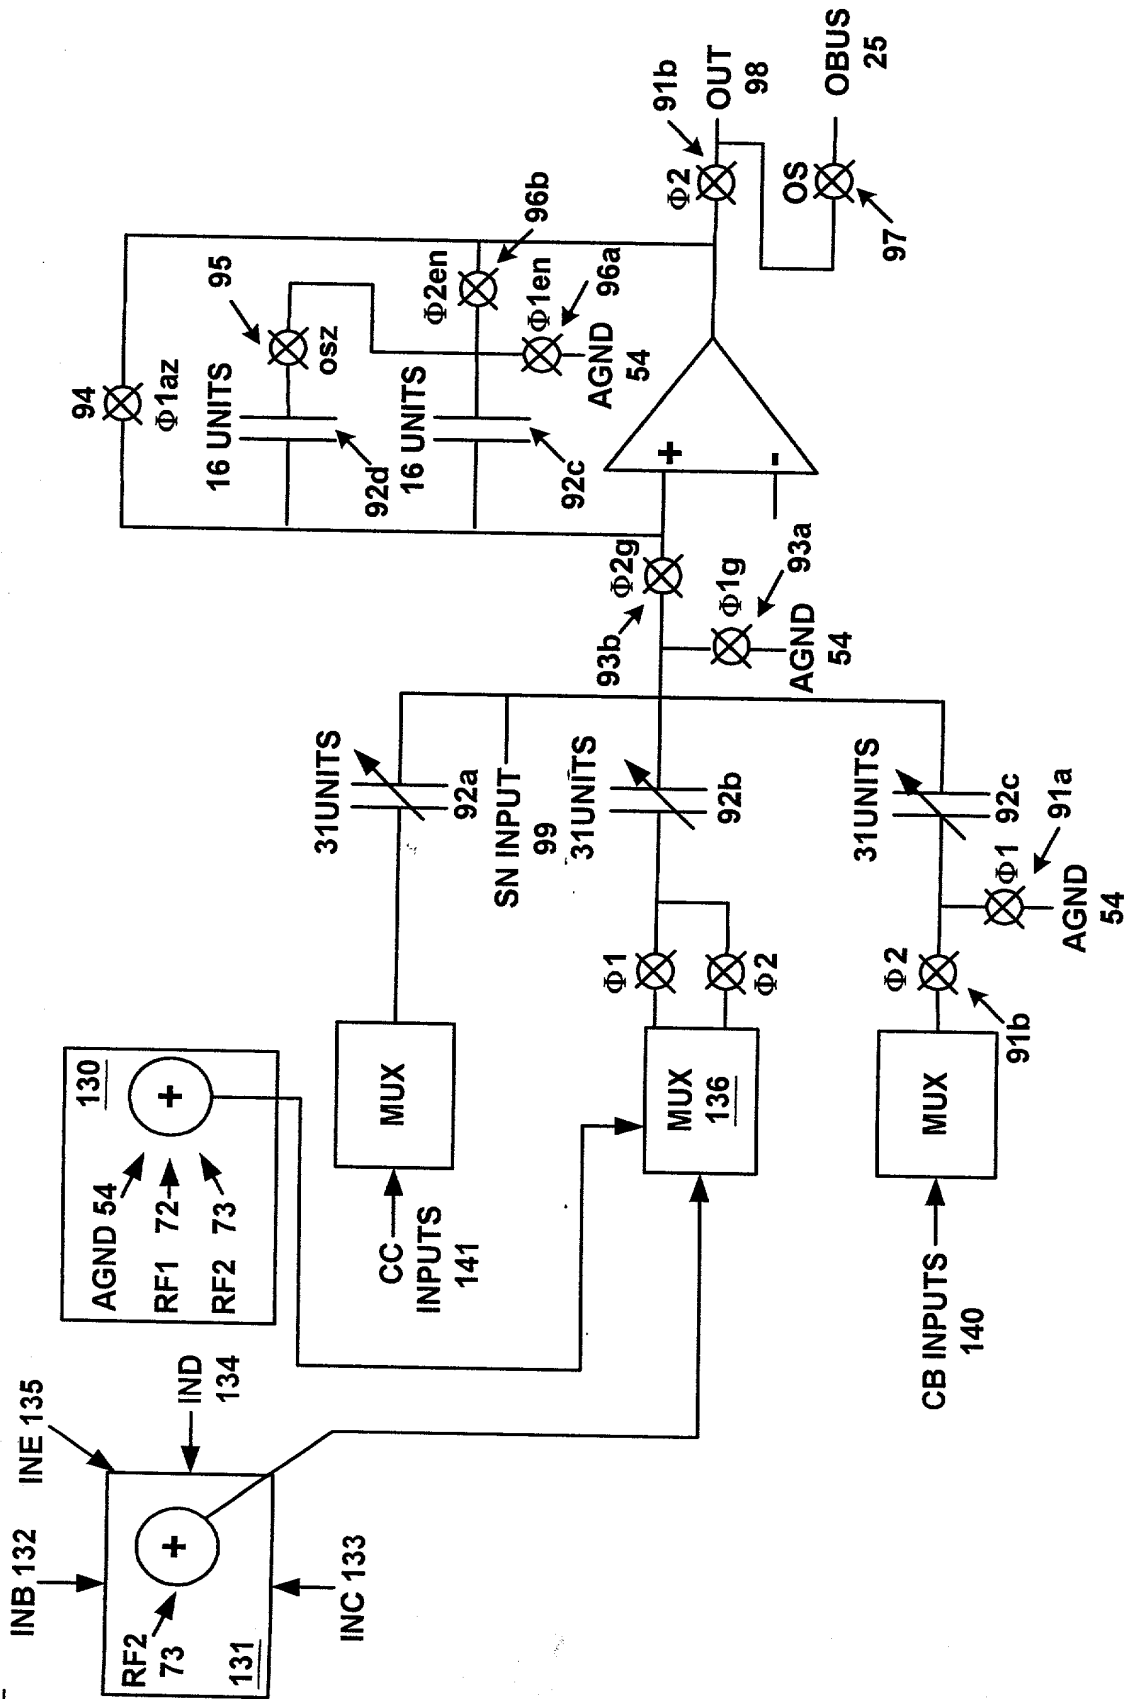 INB 132
INE 135
RF2
73
131
IND
134
INC 133
130
AGND 54
RF1 72
RF2 73
+
+
CC
INPUTS
141
MUX
MUX
136
CB INPUTS
140
MUX
31UNITS
92a
SN INPUT
99
Φ1
Φ2
31UNITS
92b
Φ2
91b
31UNITS
92c
Φ1
91a
AGND
54
93b
Φ2g
Φ1g
93a
AGND
54
94
Φ1az
16 UNITS
92d
95
osz
16 UNITS
92c
Φ2en
96b
Φ1en
96a
AGND
54
+
-
Φ2
91b
OUT
98
OS
97
OBUS
25